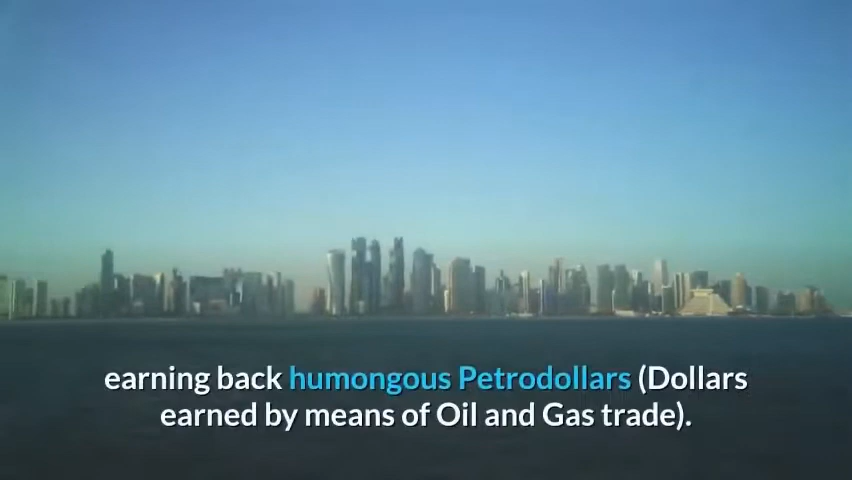 earning back humongous Petrodollars (Dollars
earned by means of Oil and Gas trade).